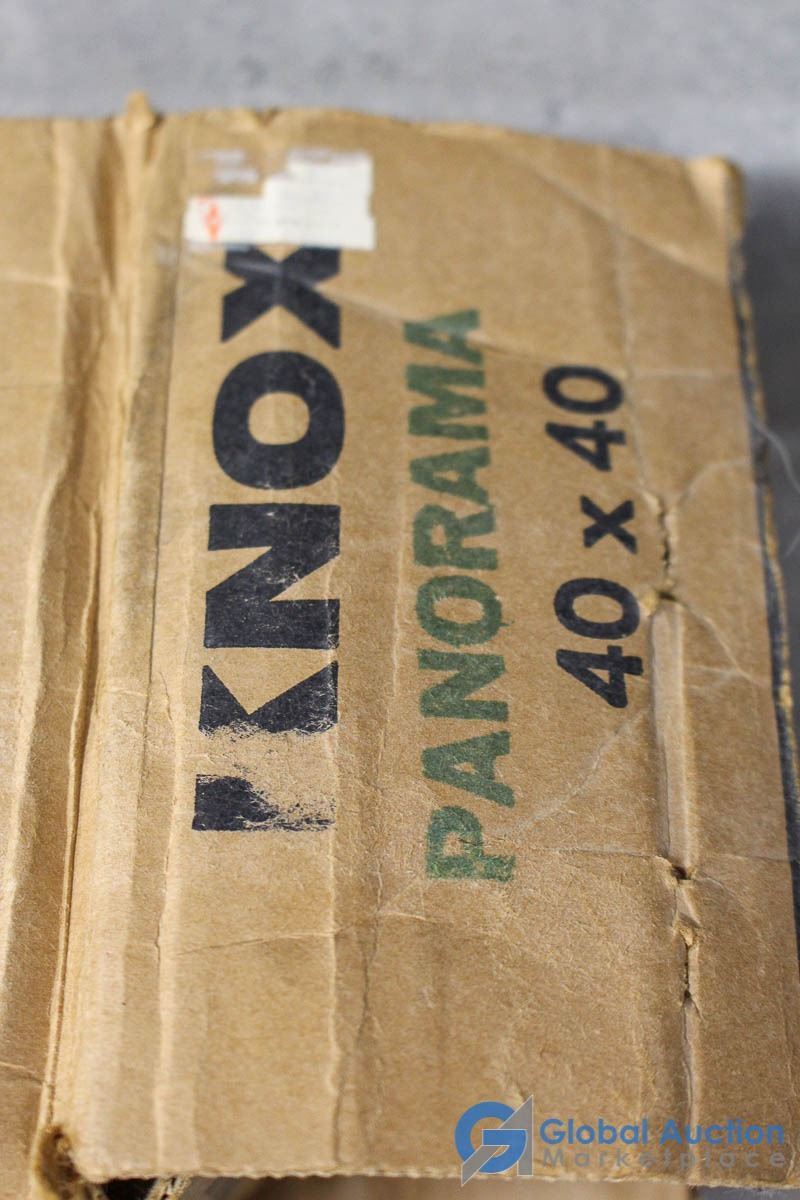 KNOX
PANORAMA
40 x 40
Global Auction
Marketplace